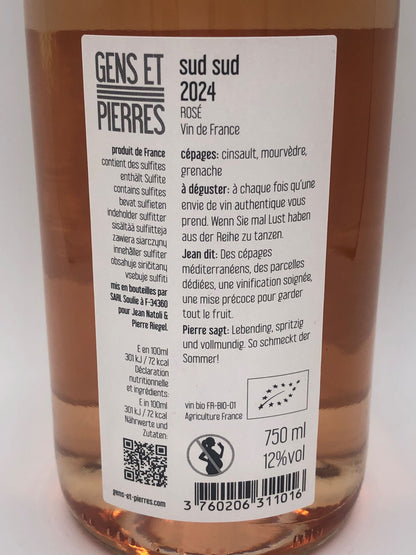 GENS ET
PIERRES
sud sud
2024
ROSÉ
Vin de France
produit de France
contient des sulfites
enthält Sulfite
contains sulfites
bevat sulfieten
indeholder sulfitter
sisältää sulfiitteja
zawiera siarczyny
innehåller sulfiter
obsahuje siričitany
vsebuje sulfiti
mis en bouteilles par
SARL Soulie à F-34360
pour Jean Natoli &
Pierre Riegel.
E en 100ml
301 kJ / 72 kcal
Déclaration
nutritionnelle
et ingrédients:
E in 100ml
301 kJ / 72 kcal
Nährwerte und
Zutaten:
gens-et-pierres.com
cépages: cinsault, mourvèdre,
grenache
à déguster: à chaque fois qu'une
envie de vin authentique vous
prend. Wenn Sie mal Lust haben
aus der Reihe zu tanzen.
Jean dit: Des cépages
méditerranéens, des parcelles
dédiées, une vinification soignée,
une mise précoce pour garder
tout le fruit.
Pierre sagt: Lebending, spritzig
und vollmundig. So schmeckt der
Sommer!
vin bio FR-BIO-01
Agriculture France
750 ml
12%vol
3 760206 311016